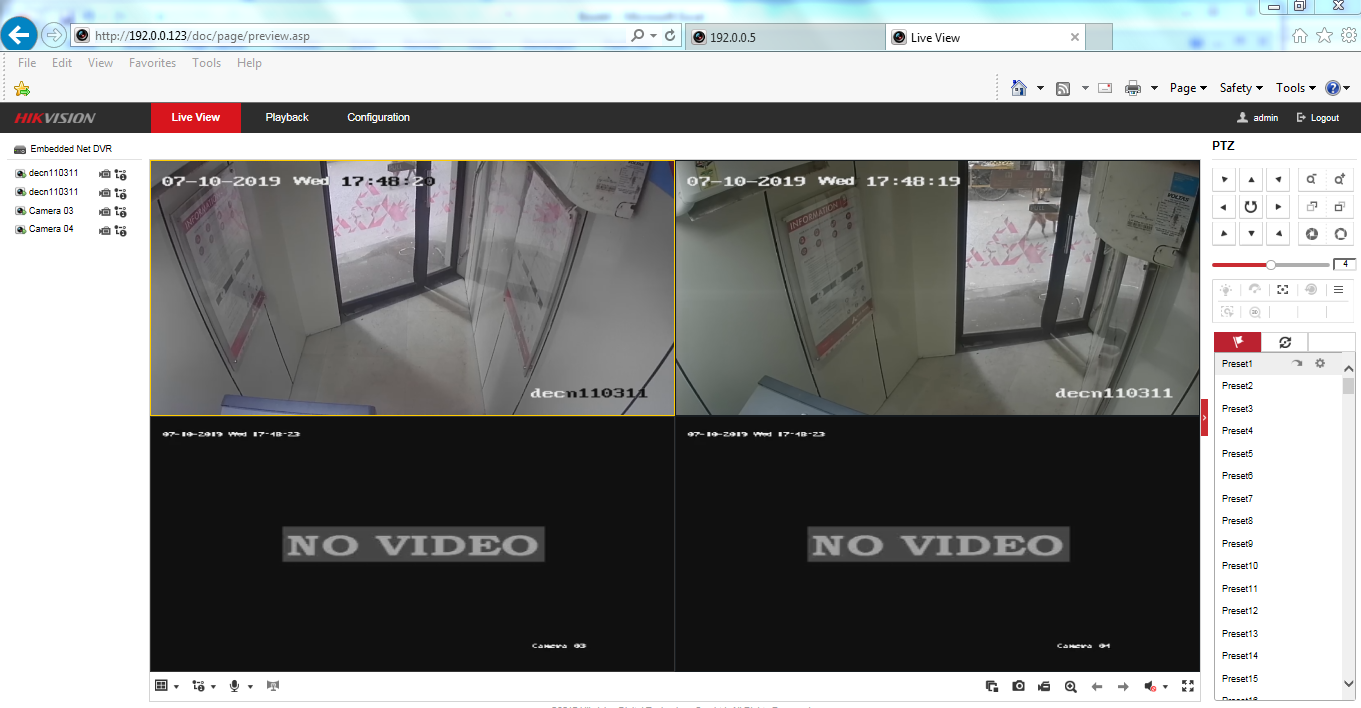 http://192.0.0.123/doc/page/preview.asp
192.0.0.5
Live View
File Edit View Favorites Tools Help
Page Safety Tools
HIKVISION
Live View Playback Configuration
admin Logout
Embedded Net DVR
decn110311
decn110311
Camera 03
Camera 04
07-10-2019 Wed 17:48:20
INFORMATION
decn110311
07-10-2019 Wed 17:48:19
INFORMATION
FOLDER
decn110311
07-10-2019 Wed 17:48:23
NO VIDEO
Camera 03
07-10-2019 Wed 17:48:23
NO VIDEO
Camera 04
PTZ
4
Preset1
Preset2
Preset3
Preset4
Preset5
Preset6
Preset7
Preset8
Preset9
Preset10
Preset11
Preset12
Preset13
Preset14
Preset15